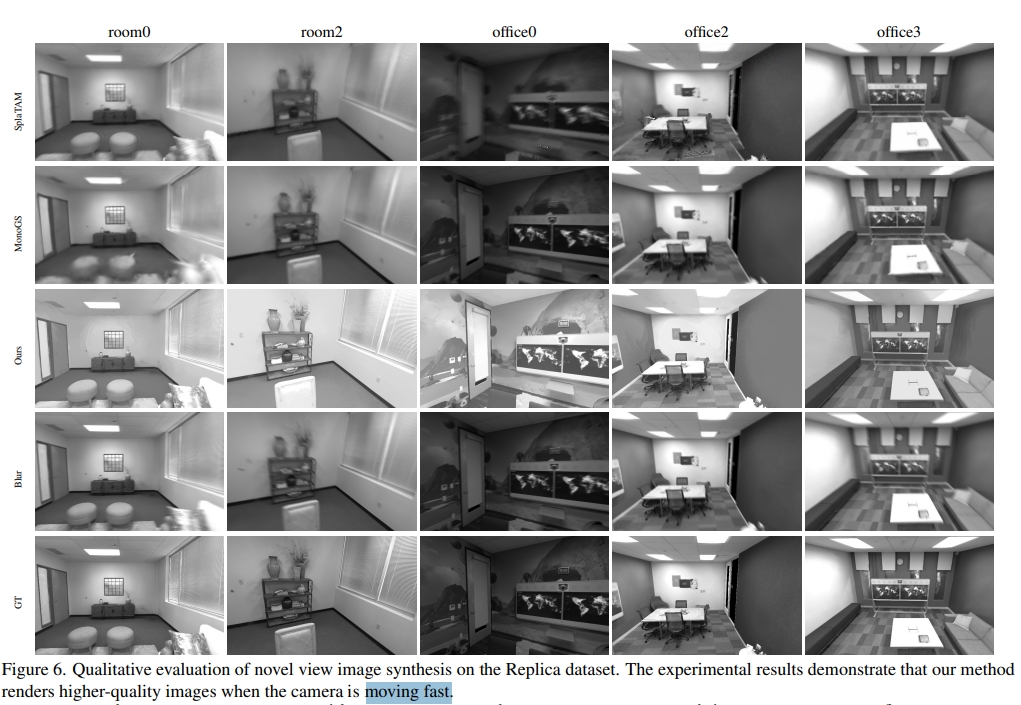 room0 room2 office0 office2 office3
SplaTAM
MonoGS
Ours
Blur
GT
Figure 6. Qualitative evaluation of novel view image synthesis on the Replica dataset. The experimental results demonstrate that our method
renders higher-quality images when the camera is moving fast.